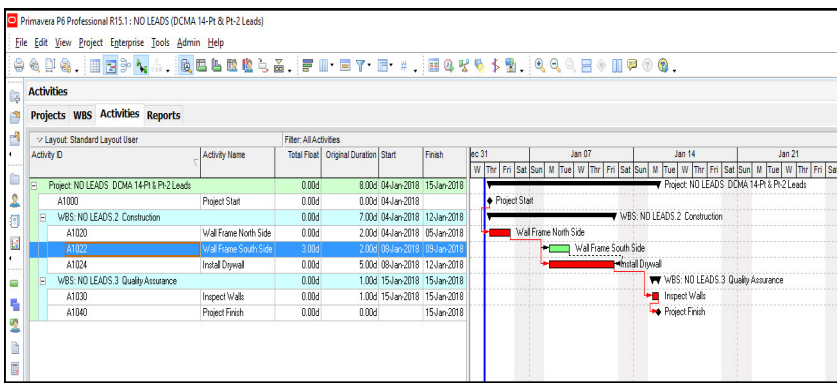 Primavera P6 Professional R15.1 : NO LEADS (DCMA 14-Pt & Pt-2 Leads)
File Edit View Project Enterprise Tools Admin Help
Activities
Projects WBS Activities Reports
Layout: Standard Layout User Filter: All Activities
Activity ID Activity Name Total Float Original Duration Start Finish ec 31 Jan 07 Jan 14 Jan 21
W Thr Fri Sat Sun M Tue W Thr Fri Sat Sun M Tue W Thr Fri Sat Sun M Tue W Thr Fri Sa
Project: NO LEADS DCMA 14-Pt & Pt-2 Leads 0.00d 8.00d 04-Jan-2018 15-Jan-2018 Project: NO LEADS DCMA 14-Pt & Pt-2 Leads
A1000 Project Start 0.00d 0.00d 04-Jan-2018 Project Start
WBS: NO LEADS.2 Construction 0.00d 7.00d 04-Jan-2018 12-Jan-2018 WBS: NO LEADS.2 Construction
A1020 Wall Frame North Side 0.00d 2.00d 04-Jan-2018 05-Jan-2018 Wall Frame North Side
A1022 Wall Frame South Side 3.00d 2.00d 08-Jan-2018 09-Jan-2018 Wall Frame South Side
A1024 Install Drywall 0.00d 5.00d 08-Jan-2018 12-Jan-2018 Install Drywall
WBS: NO LEADS.3 Quality Assurance 0.00d 1.00d 15-Jan-2018 15-Jan-2018 WBS: NO LEADS.3 Quality Assurance
A1030 Inspect Walls 0.00d 1.00d 15-Jan-2018 15-Jan-2018 Inspect Walls
A1040 Project Finish 0.00d 0.00d 15-Jan-2018 Project Finish